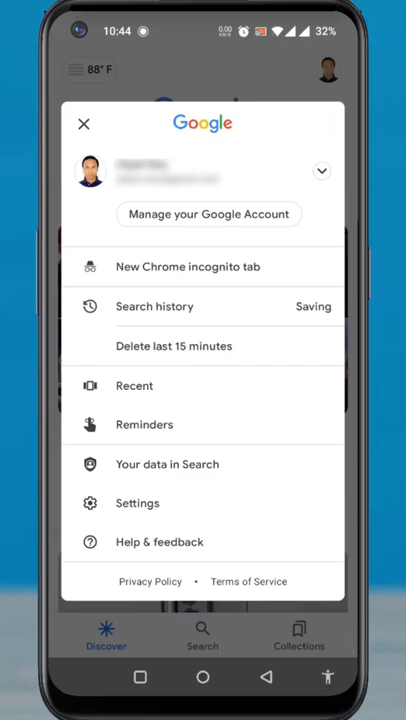 10:44
0.00
KB/s
32%
88° F
Google
Manage your Google Account
New Chrome incognito tab
Search history Saving
Delete last 15 minutes
Recent
Reminders
Your data in Search
Settings
Help & feedback
Privacy Policy • Terms of Service
Discover Search Collections